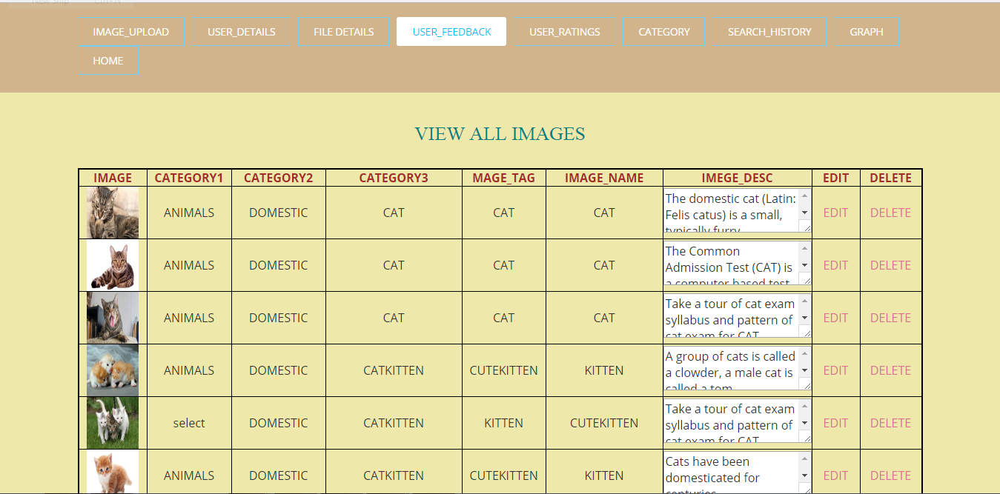 New Ship Ctrl+N
IMAGE_UPLOAD USER_DETAILS FILE DETAILS USER_FEEDBACK USER_RATINGS CATEGORY SEARCH_HISTORY GRAPH
HOME
VIEW ALL IMAGES
IMAGE CATEGORY1 CATEGORY2 CATEGORY3 MAGE_TAG IMAGE_NAME IMEGE_DESC EDIT DELETE
ANIMALS DOMESTIC CAT CAT CAT The domestic cat (Latin: EDIT DELETE
Felis catus) is a small,
typically furry
ANIMALS DOMESTIC CAT CAT CAT The Common EDIT DELETE
Admission Test (CAT) is
a computer based test
ANIMALS DOMESTIC CAT CAT CAT Take a tour of cat exam EDIT DELETE
syllabus and pattern of
cat exam for CAT
ANIMALS DOMESTIC CATKITTEN CUTEKITTEN KITTEN A group of cats is called EDIT DELETE
a clowder, a male cat is
called a tom
select DOMESTIC CATKITTEN KITTEN CUTEKITTEN Take a tour of cat exam EDIT DELETE
syllabus and pattern of
cat exam for CAT
ANIMALS DOMESTIC CATKITTEN CUTEKITTEN KITTEN Cats have been EDIT DELETE
domesticated for
centuries